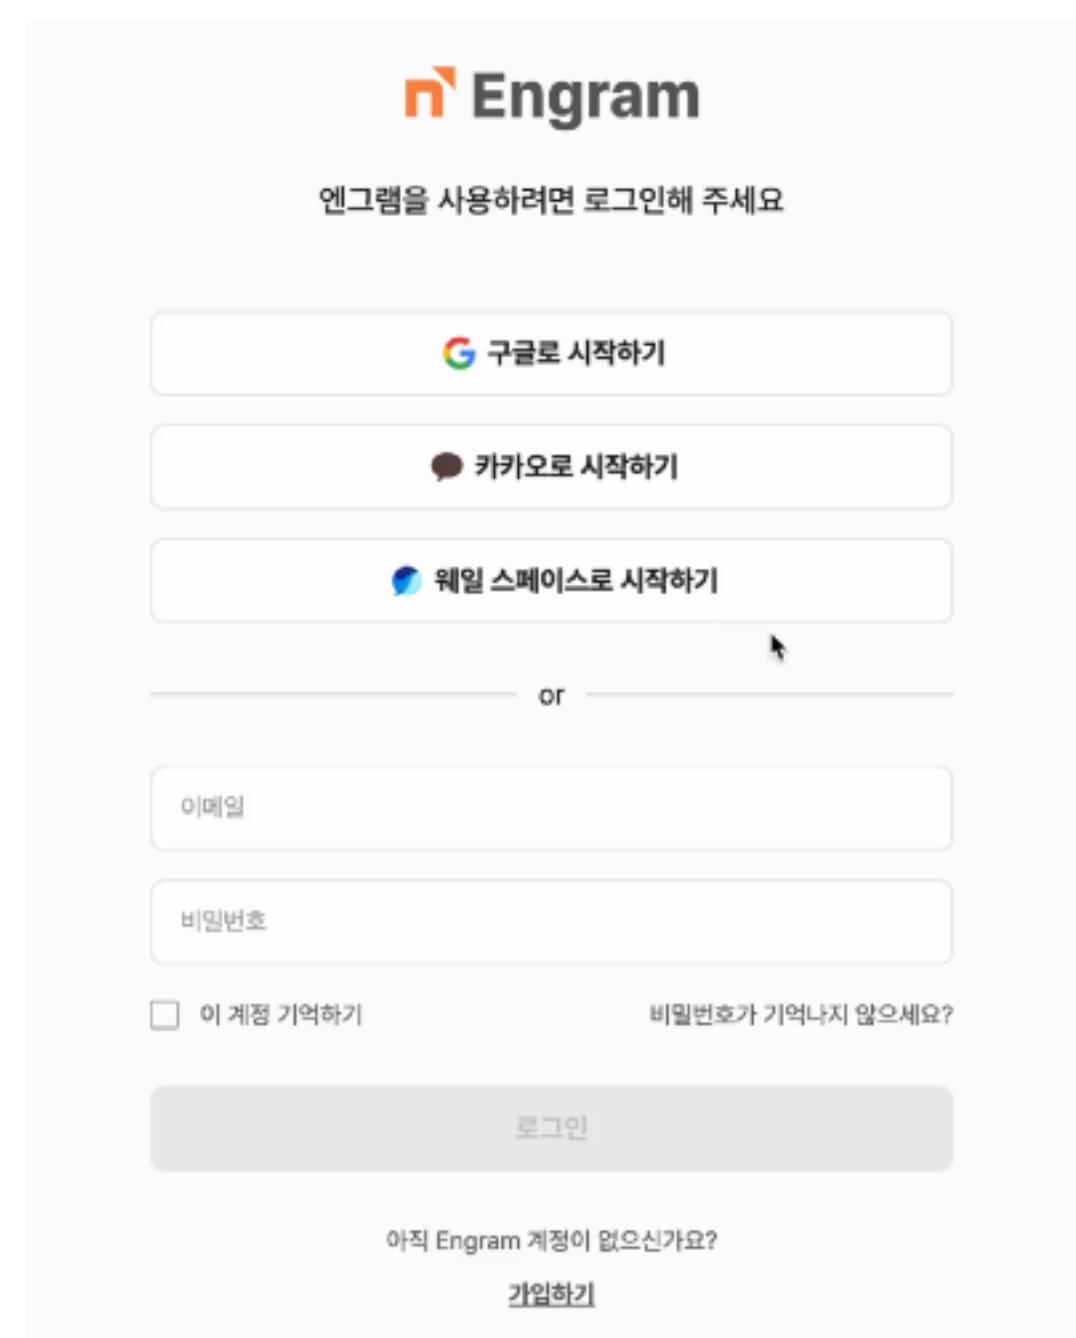 Engram
엔그램을 사용하려면 로그인해 주세요
구글로 시작하기
카카오로 시작하기
웨일 스페이스로 시작하기
or
이메일
비밀번호
이 계정 기억하기
비밀번호가 기억나지 않으세요?
로그인
아직 Engram 계정이 없으신가요?
가입하기